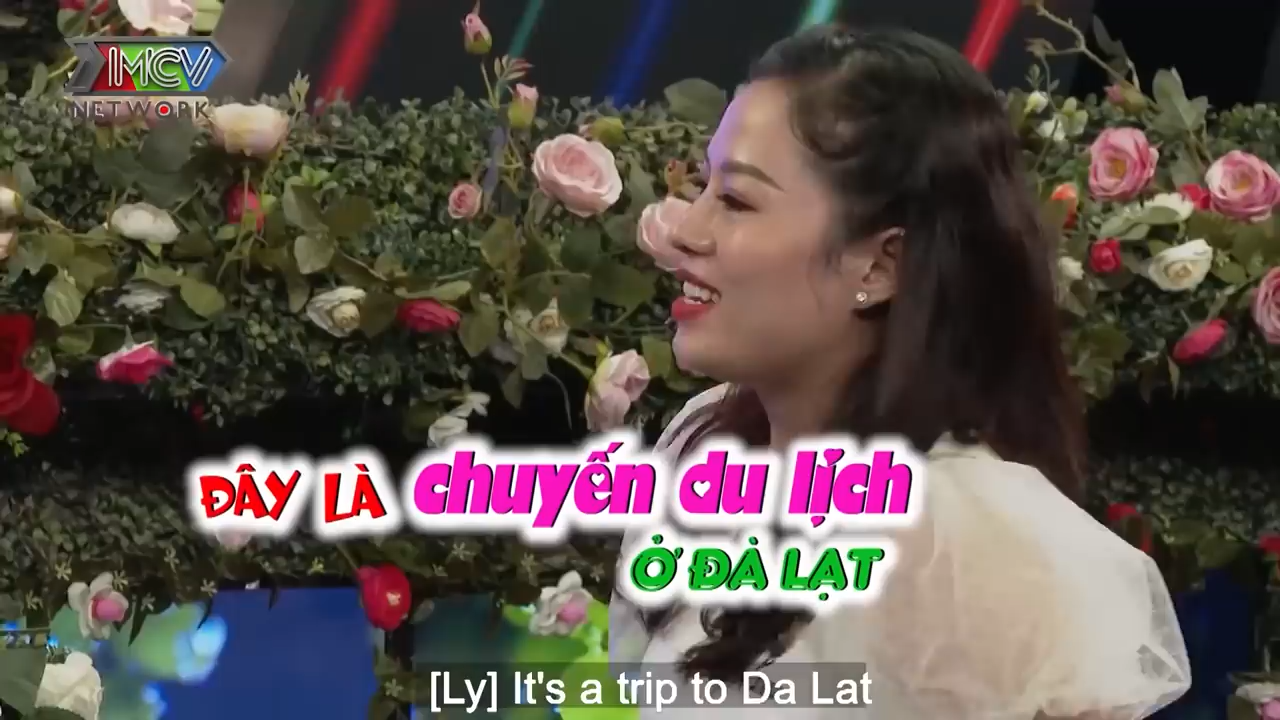 MCV
NETWORK
ĐÂY LÀ chuyến du lịch
Ở ĐÀ LẠT
[Ly] It's a trip to Da Lat